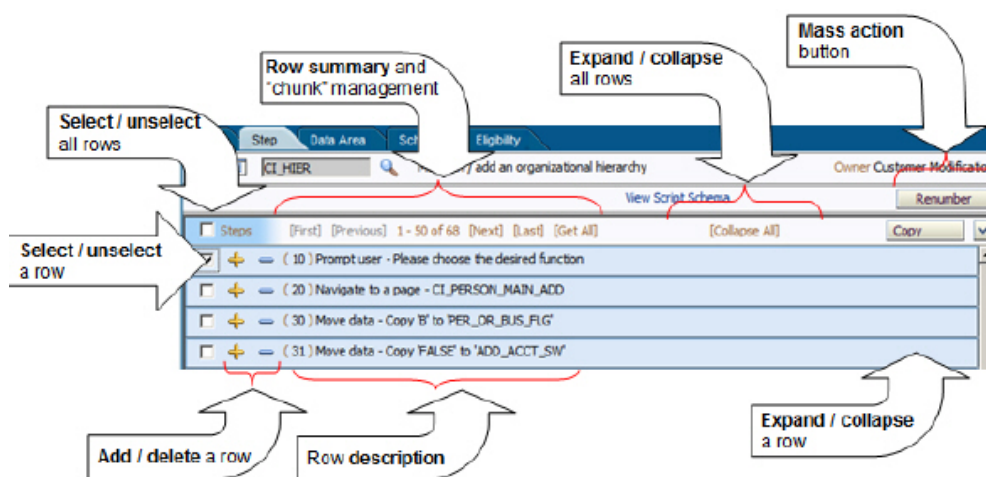 Mass action
button
Row summary and
"chunk" management
Expand / collapse
all rows
Select / unselect
all rows
Step Data Area Sc Eligibility
CI_HIER / add an organizational hierarchy Owner Customer Modificatio
View Script Schema Renumber
Steps [First] [Previous] 1 - 50 of 68 [Next] [Last] [Get All] [Collapse All] Copy
Select / unselect
a row
( 10 ) Prompt user - Please choose the desired function
( 20 ) Navigate to a page - CI_PERSON_MAIN_ADD
( 30 ) Move data - Copy 'B' to 'PER_OR_BUS_FLG'
( 31 ) Move data - Copy 'FALSE' to 'ADD_ACCT_SW'
Expand / collapse
a row
Add / delete a row
Row description